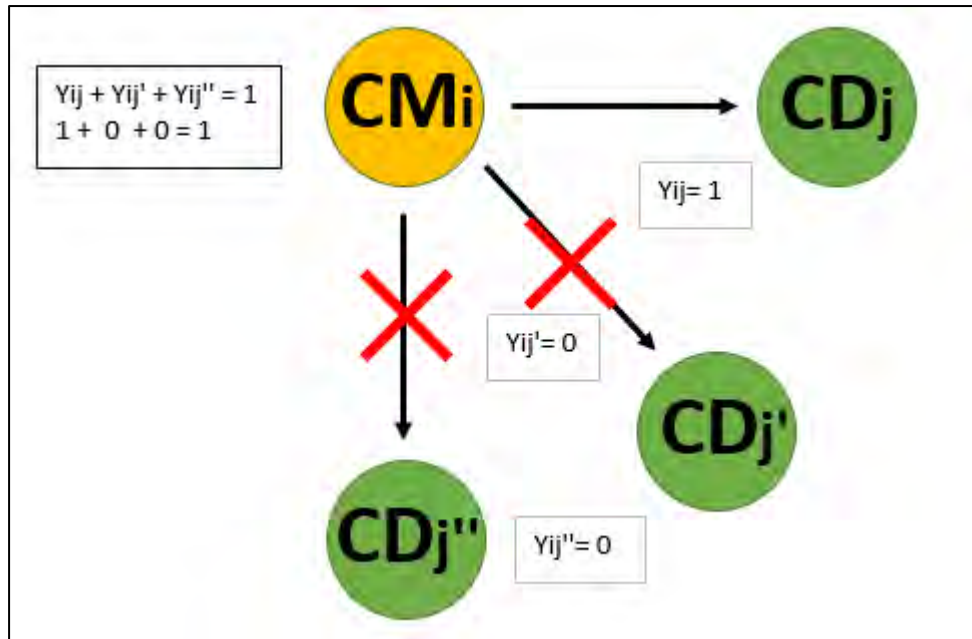 Yij + Yij' + Yij'' = 1
1 + 0 + 0 = 1
CMi
CDj
Yij= 1
Yij'= 0
CDj'
CDj''
Yij''= 0